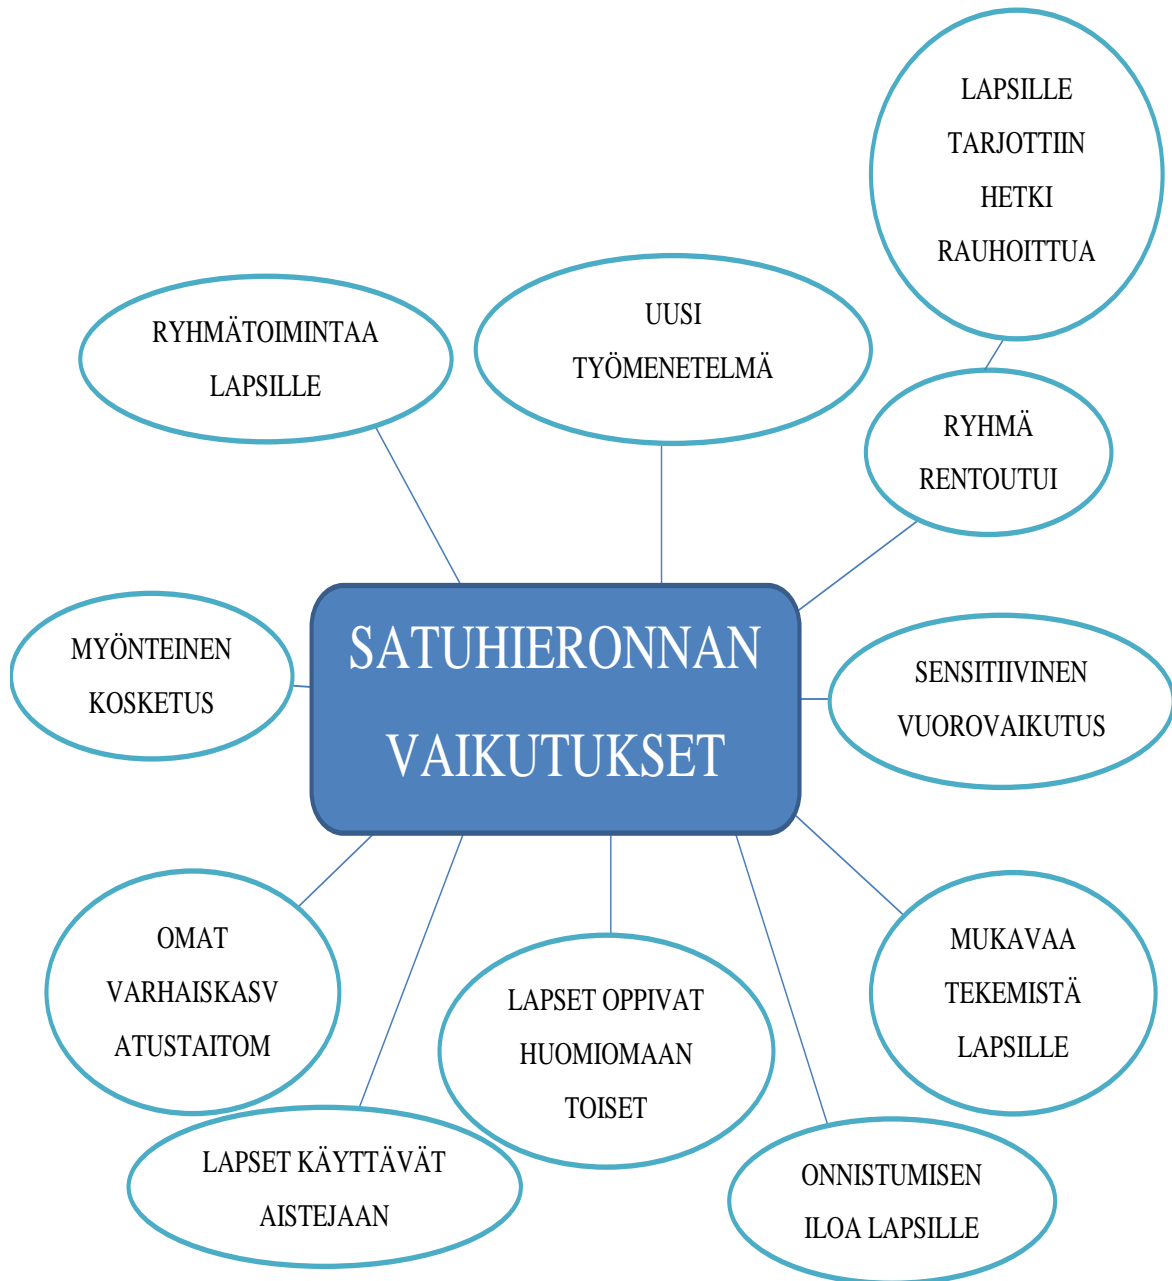 LAPSILLE
TARJOTTIIN
HETKI
RAUHOITTUA
RYHMÄTOIMINTAA
LAPSILLE
UUSI
TYÖMENETELMÄ
RYHMÄ
RENTOUTUI
MYÖNTEINEN
KOSKETUS
SATUHIERONNAN
VAIKUTUKSET
SENSITIIVINEN
VUOROVAIKUTUS
OMAT
VARHAISKASV
ATUSTAITOM
LAPSET OPPIVAT
HUOMIOMAAN
TOISET
MUKAVAA
TEKEMISTÄ
LAPSILLE
LAPSET KÄYTTÄVÄT
AISTEJAAN
ONNISTUMISEN
ILOA LAPSILLE